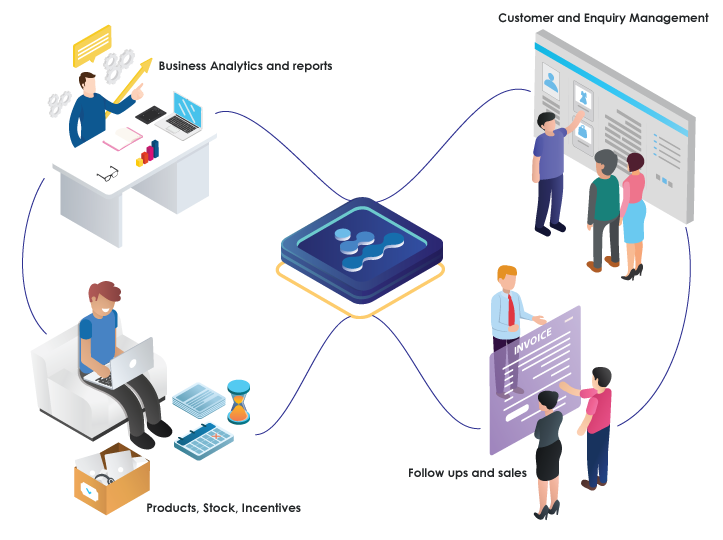 Customer and Enquiry Management
Business Analytics and reports
INVOICE
Follow ups and sales
Products, Stock, Incentives